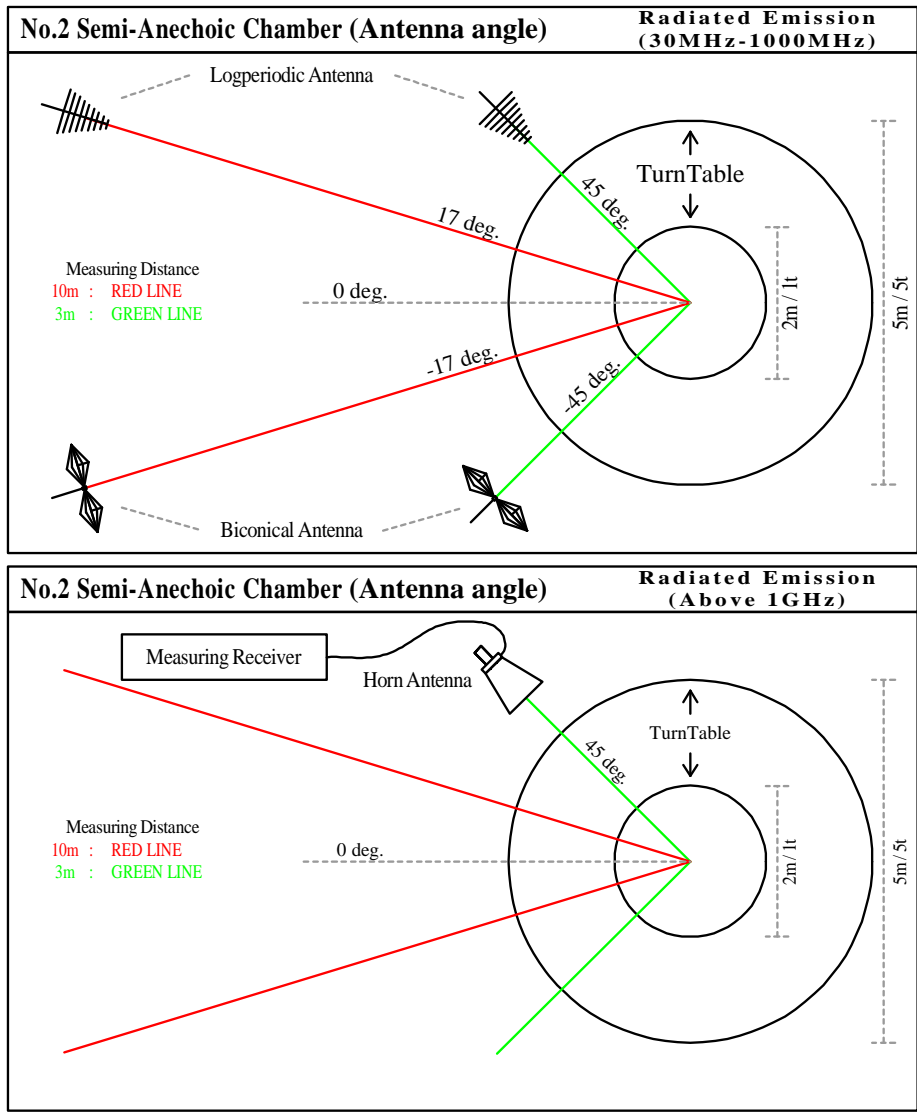 No.2 Semi-Anechoic Chamber (Antenna angle)
Radiated Emission
(30MHz-1000MHz)
Logperiodic Antenna
TurnTable
45 deg.
17 deg.
Measuring Distance
10m : RED LINE
3m : GREEN LINE
0 deg.
2m / 1t
5m / 5t
-17 deg.
-45 deg.
Biconical Antenna
No.2 Semi-Anechoic Chamber (Antenna angle)
Radiated Emission
(Above 1GHz)
Measuring Receiver
Horn Antenna
TurnTable
45 deg.
Measuring Distance
10m : RED LINE
3m : GREEN LINE
0 deg.
2m / 1t
5m / 5t